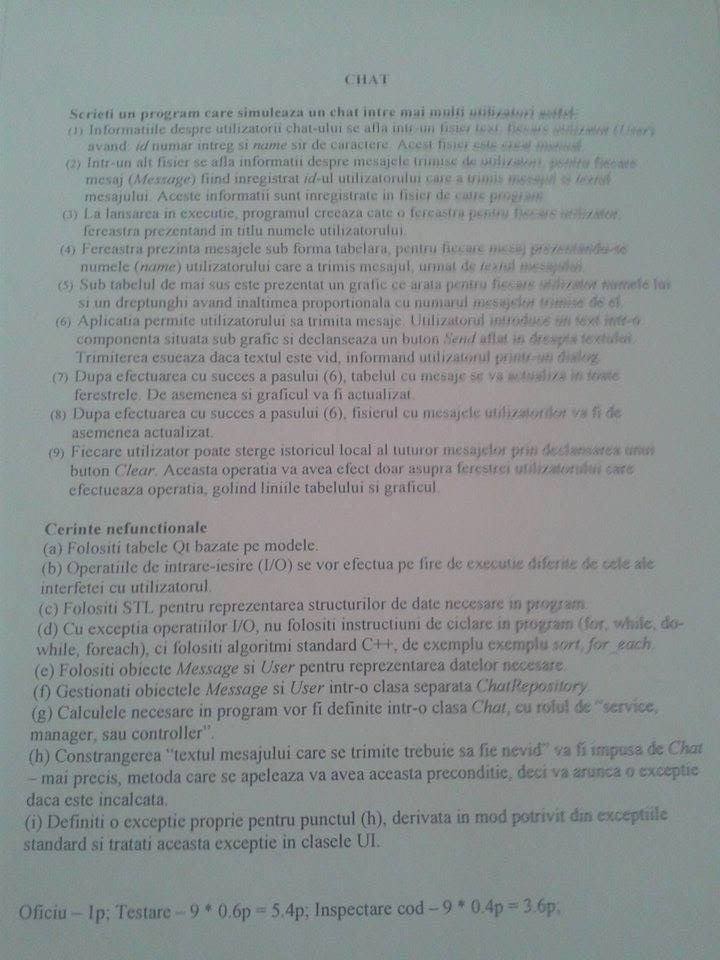 CHAT
Scrieti un program care simuleaza un chat intre mai multi utilizatori astfel:
(1) Informatiile despre utilizatorii chat-ului se afla intr-un fisier text, fiecare utilizator (User)
avand id numar intreg si name sir de caractere. Acest fisier este creat manual.
(2) Intr-un alt fisier se afla informatii despre mesajele trimise de utilizatori, pentru fiecare
mesaj (Message) fiind inregistrat id-ul utilizatorului care a trimis mesajul si textul
mesajului. Aceste informatii sunt inregistrate in fisier de catre program.
(3) La lansarea in executie, programul creeaza cate o fereastra pentru fiecare utilizator,
fereastra prezentand in titlu numele utilizatorului.
(4) Fereastra prezinta mesajele sub forma tabelara, pentru fiecare mesaj prezentandu-se
numele (name) utilizatorului care a trimis mesajul, urmat de textul mesajului.
(5) Sub tabelul de mai sus este prezentat un grafic ce arata pentru fiecare utilizator numele lui
si un dreptunghi avand inaltimea proportionala cu numarul mesajelor trimise de el.
(6) Aplicatia permite utilizatorului sa trimita mesaje. Utilizatorul introduce un text intr-o
componenta situata sub grafic si declanseaza un buton Send aflat in dreapta textului.
Trimiterea esueaza daca textul este vid, informand utilizatorul printr-un dialog.
(7) Dupa efectuarea cu succes a pasului (6), tabelul cu mesaje se va actualiza in toate
ferestrele. De asemenea si graficul va fi actualizat.
(8) Dupa efectuarea cu succes a pasului (6), fisierul cu mesajele utilizatorilor va fi de
asemenea actualizat.
(9) Fiecare utilizator poate sterge istoricul local al tuturor mesajelor prin declansarea unui
buton Clear. Aceasta operatia va avea efect doar asupra ferestrei utilizatorului care
efectueaza operatia, golind liniile tabelului si graficul.
Cerinte nefunctionale
(a) Folositi tabele Qt bazate pe modele.
(b) Operatiile de intrare-iesire (I/O) se vor efectua pe fire de executie diferite de cele ale
interfetei cu utilizatorul.
(c) Folositi STL pentru reprezentarea structurilor de date necesare in program.
(d) Cu exceptia operatiilor I/O, nu folositi instructiuni de ciclare in program (for, while, do-
while, foreach), ci folositi algoritmi standard C++, de exemplu exemplu sort, for_each.
(e) Folositi obiecte Message si User pentru reprezentarea datelor necesare.
(f) Gestionati obiectele Message si User intr-o clasa separata ChatRepository.
(g) Calculele necesare in program vor fi definite intr-o clasa Chat, cu rolul de "service,
manager, sau controller".
(h) Constrangerea "textul mesajului care se trimite trebuie sa fie nevid" va fi impusa de Chat
– mai precis, metoda care se apeleaza va avea aceasta preconditie, deci va arunca o exceptie
daca este incalcata.
(i) Definiti o exceptie proprie pentru punctul (h), derivata in mod potrivit din exceptiile
standard si tratati aceasta exceptie in clasele UI.
Oficiu – 1p; Testare – 9 * 0.6p = 5.4p; Inspectare cod – 9 * 0.4p = 3.6p;